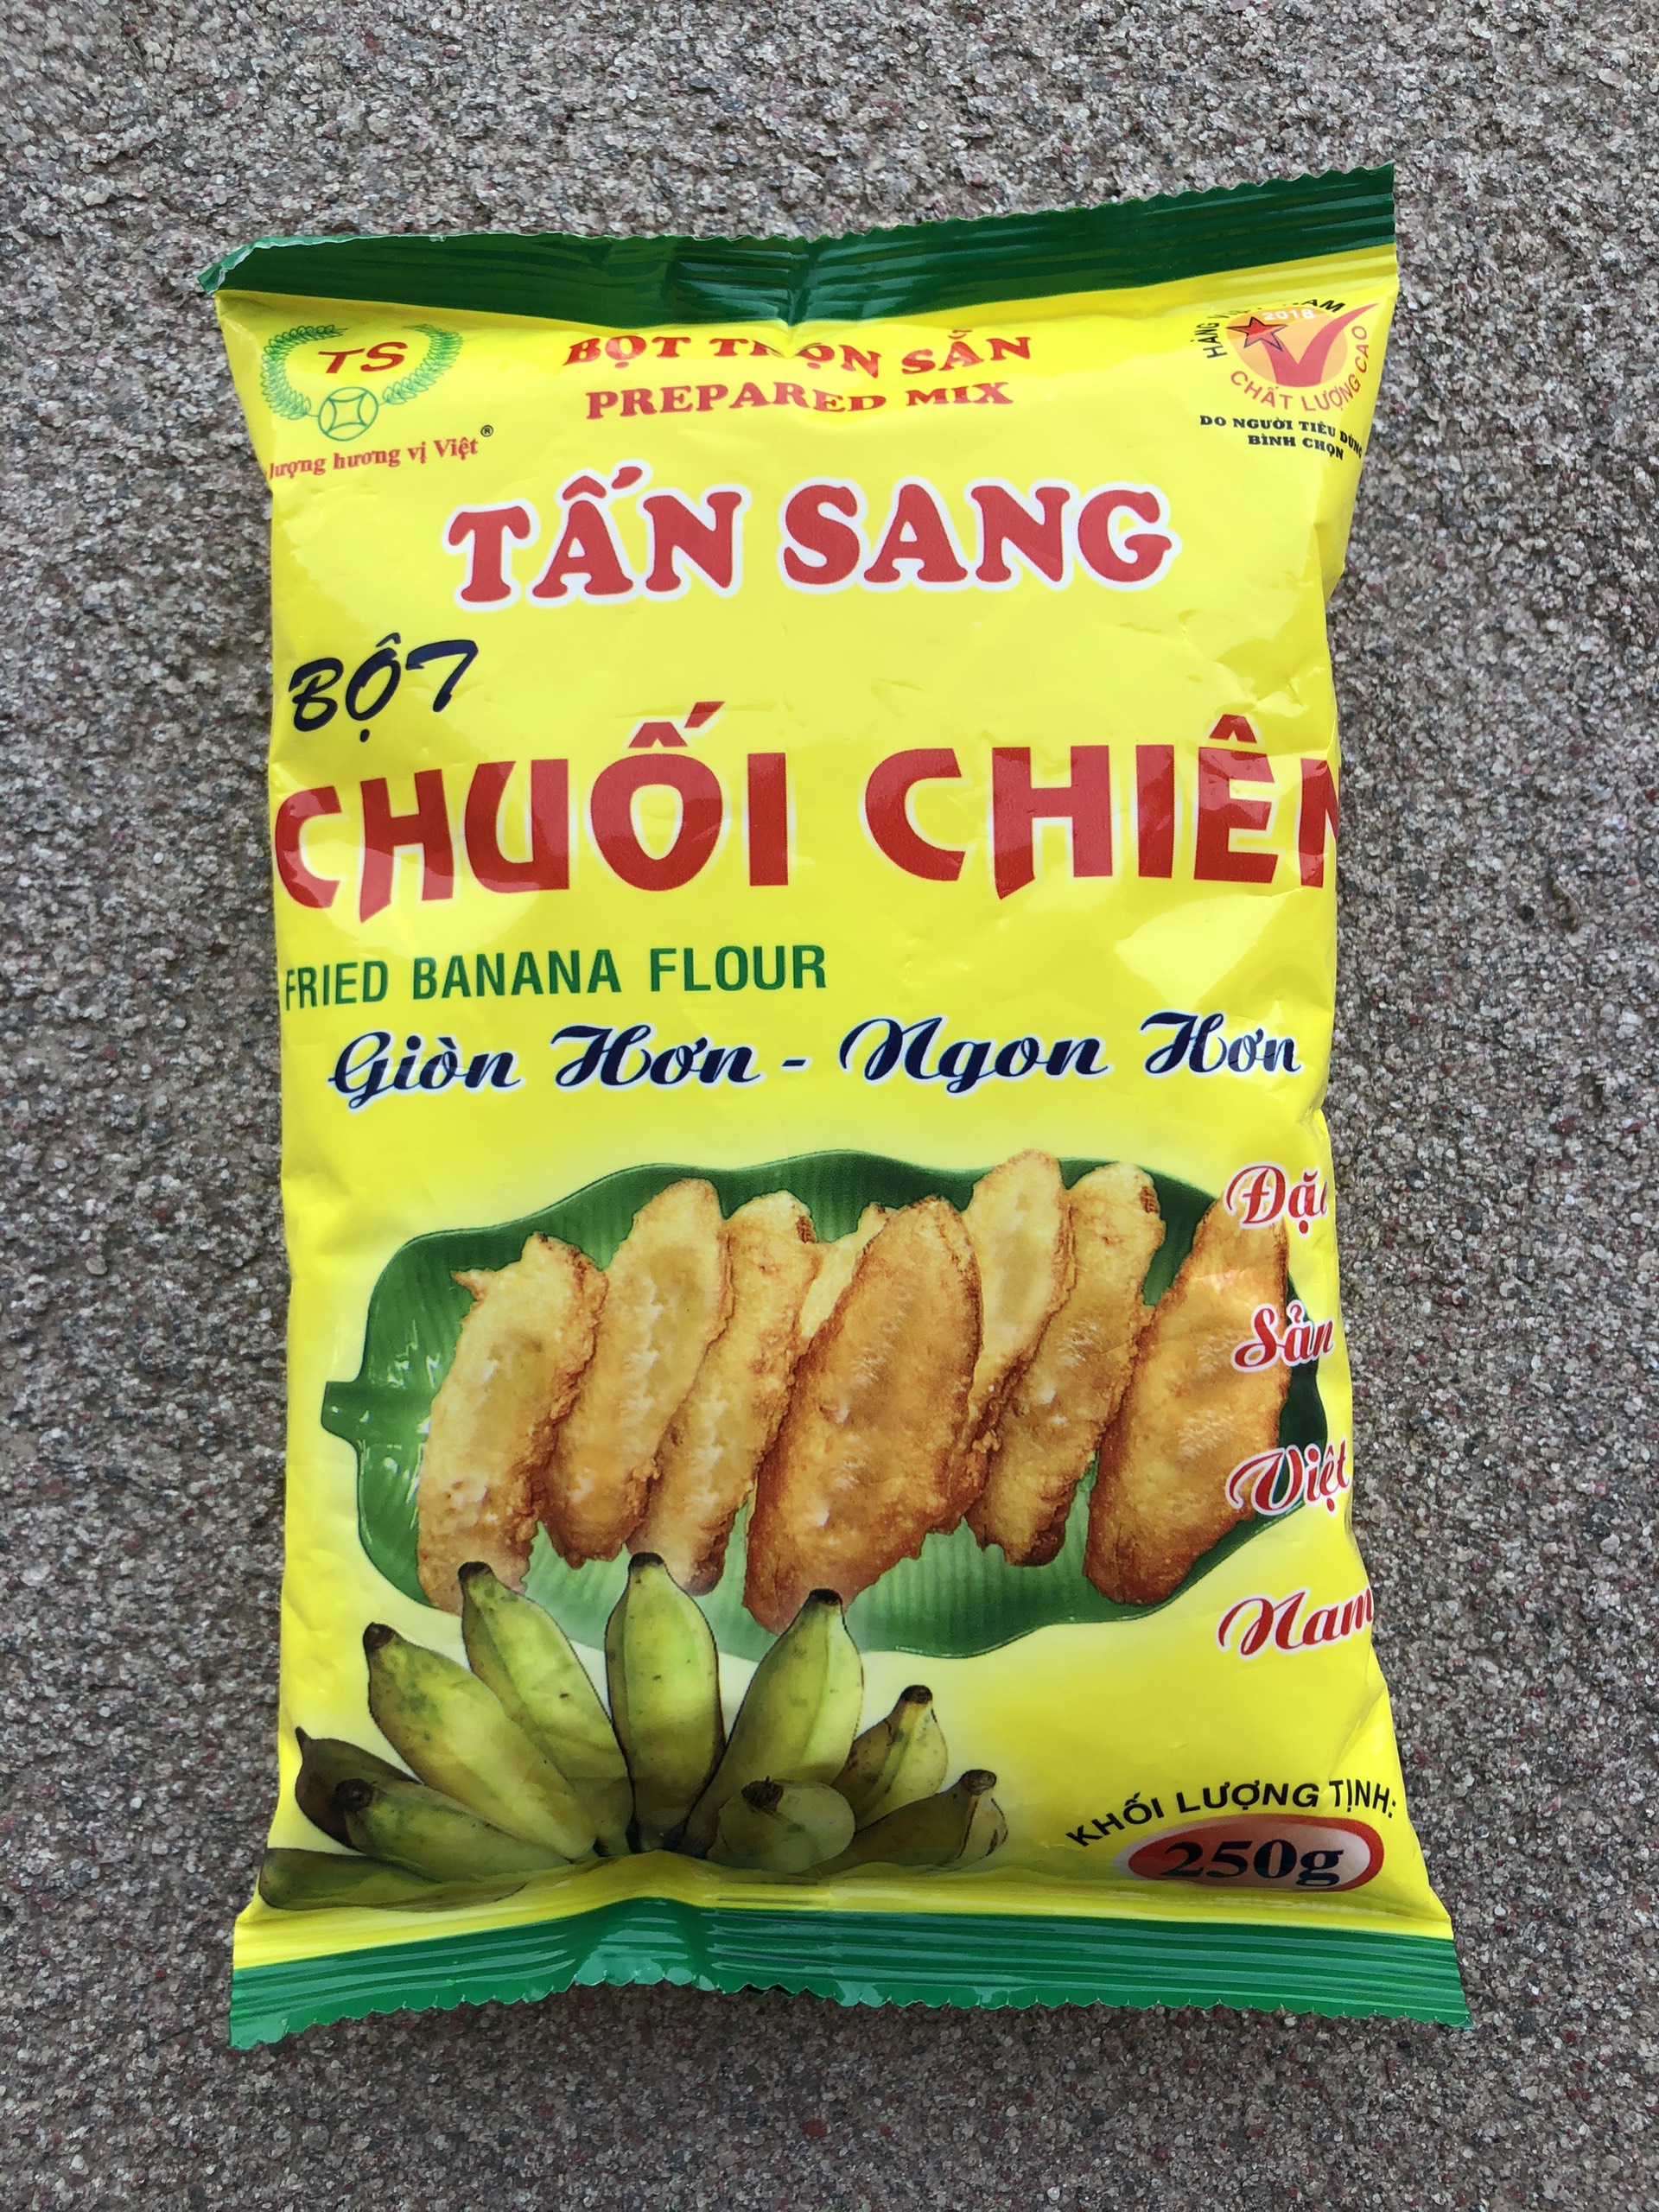 TS
lượng hương vị Việt®
BỘT TRỘN SẴN
PREPARED MIX
2018
CHẤT LƯỢNG CAO
DO NGƯỜI TIÊU DÙNG
BÌNH CHỌN
TẤN SANG
BỘT
CHUỐI CHIÊN
FRIED BANANA FLOUR
Giòn Hơn - Ngon Hơn
Đặc
Sản
Việt
Nam
KHỐI LƯỢNG TỊNH:
250g